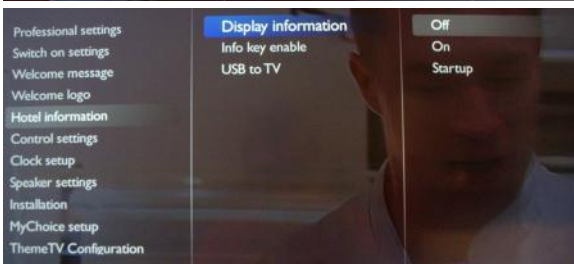 Professional settings
Switch on settings
Welcome message
Welcome logo
Hotel information
Control settings
Clock setup
Speaker settings
Installation
MyChoice setup
ThemeTV Configuration
Display information
Info key enable
USB to TV
Off
On
Startup